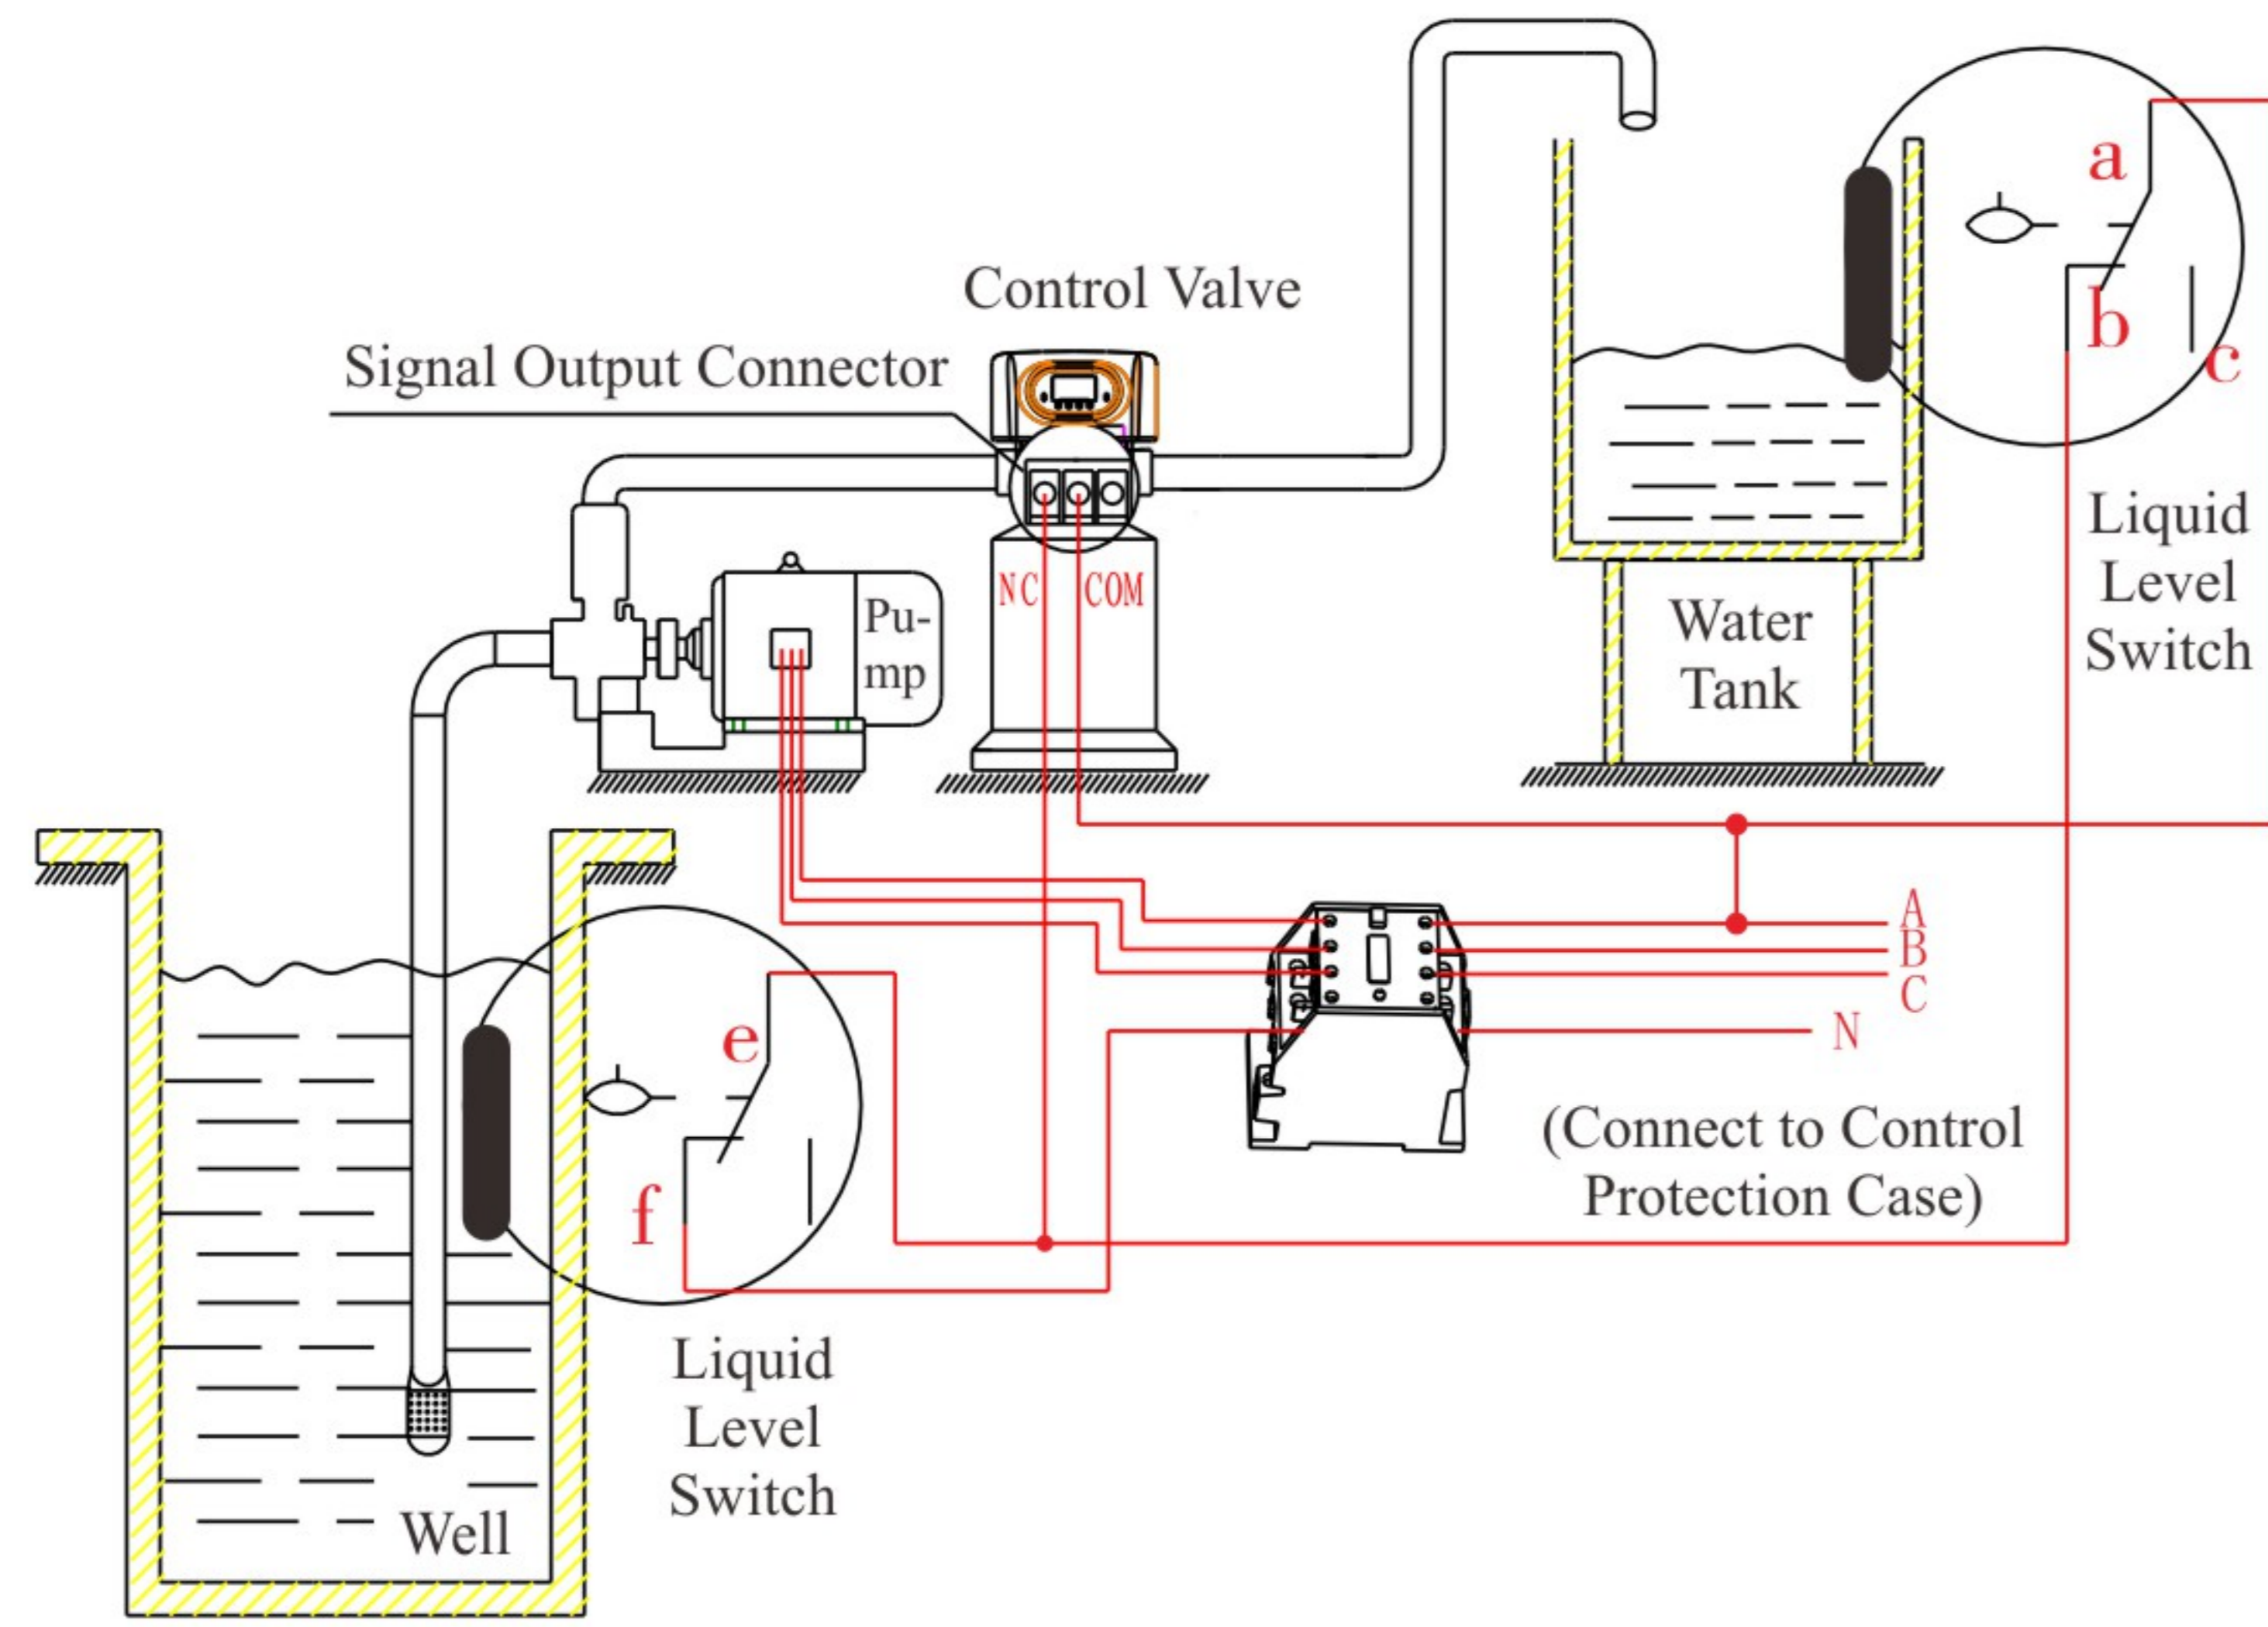 Control Valve
Signal Output Connector
a
b
c
Liquid
Level
Switch
NC
COM
Pu-
mp
Water
Tank
A
B
C
N
e
f
(Connect to Control
Protection Case)
Liquid
Level
Switch
Well